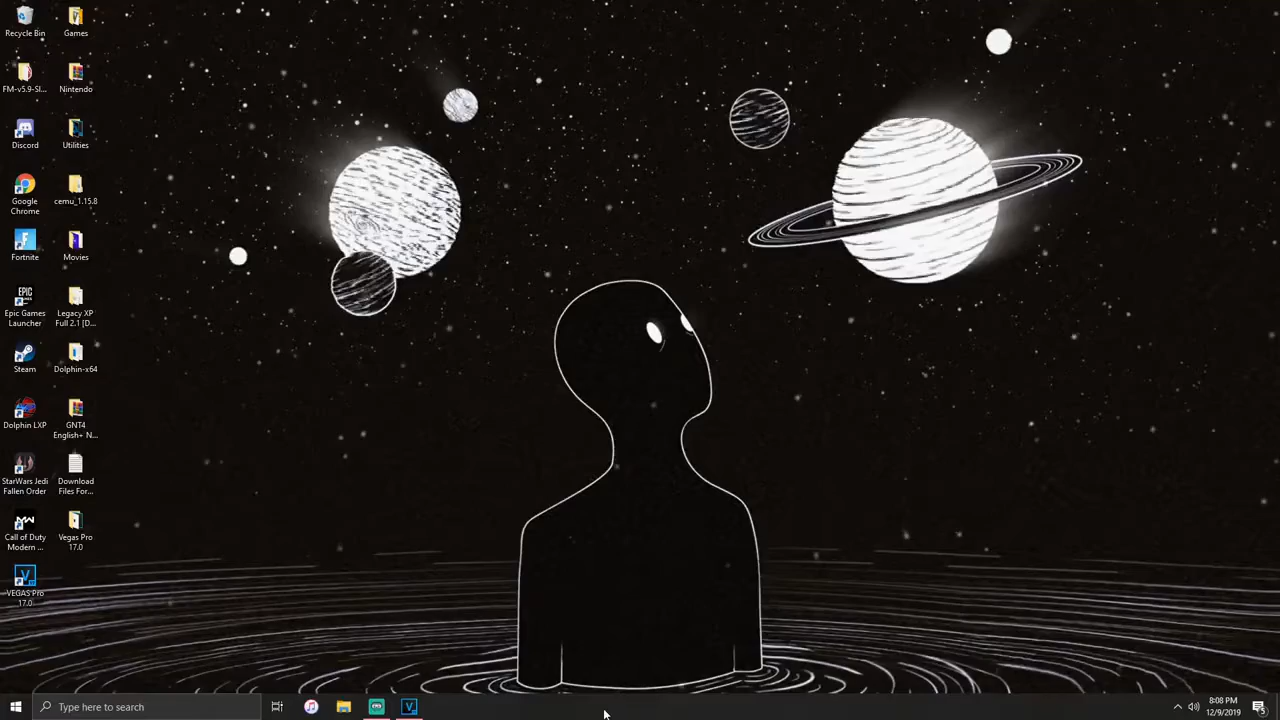 Recycle Bin
Games
FM-v5.9-Sl...
Nintendo
Discord
Utilities
Google
Chrome
cemu_1.15.8
Fortnite
Movies
Epic Games
Launcher
Legacy XP
Full 2.1 [D...
Steam
Dolphin-x64
Dolphin LXP
GNT4
English+ N...
StarWars Jedi
Fallen Order
Download
Files For...
Call of Duty
Modern ...
Vegas Pro
17.0
VEGAS Pro
17.0
Type here to search
8:08 PM
12/9/2019